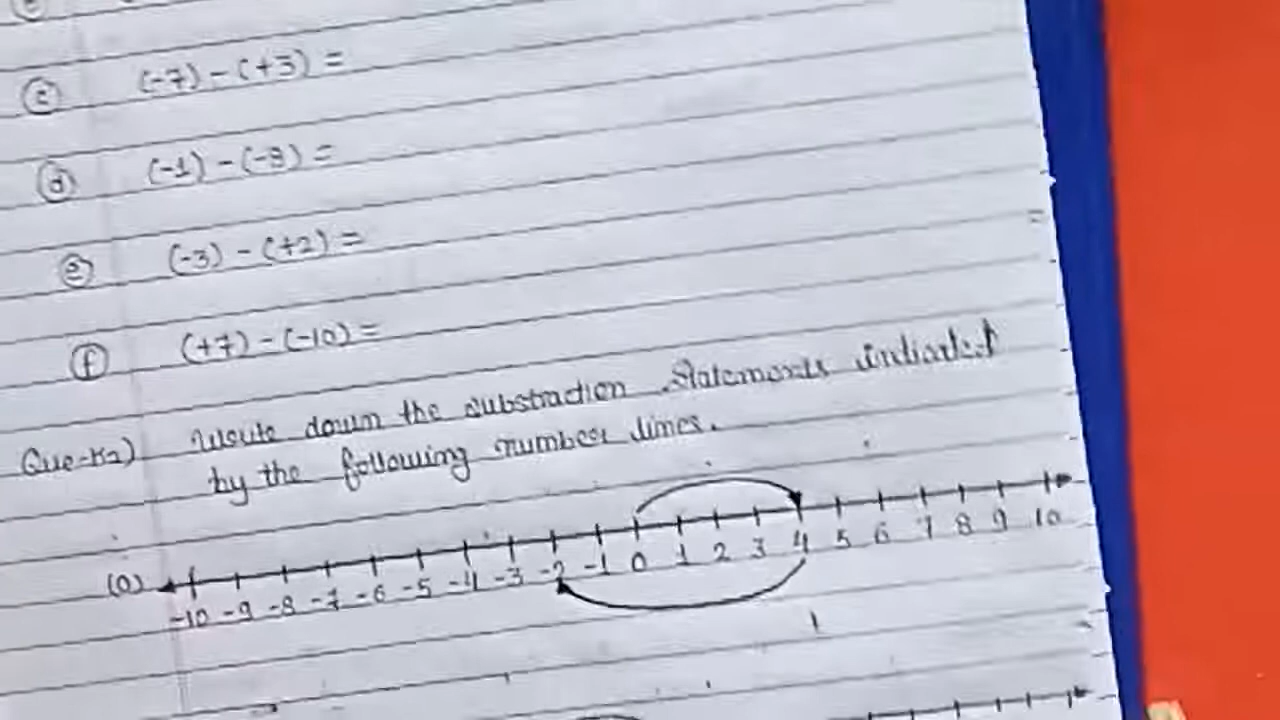 (c) (-7) - (+3) =
(d) (-1) - (-8) =
(e) (-3) - (+2) =
(f) (+7) - (-10) =
Que-12) Write down the substraction Statements indicated
by the following number lines.
(a) -10 -9 -8 -7 -6 -5 -4 -3 -2 -1 0 1 2 3 4 5 6 7 8 9 10